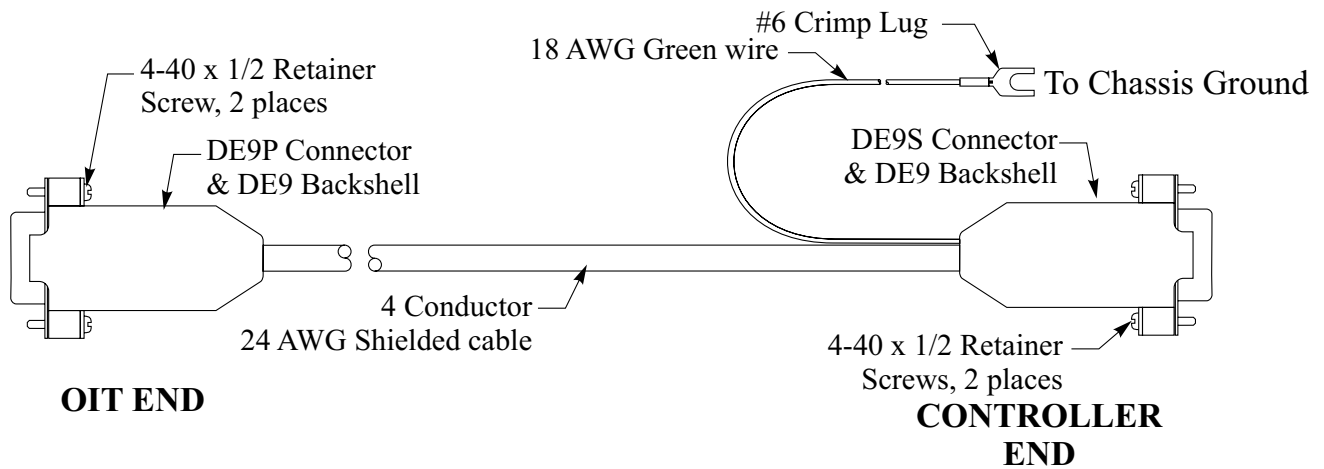 #6 Crimp Lug
18 AWG Green wire
4-40 x 1/2 Retainer
Screw, 2 places
To Chassis Ground
DE9P Connector
& DE9 Backshell
DE9S Connector
& DE9 Backshell
4 Conductor
24 AWG Shielded cable
4-40 x 1/2 Retainer
Screws, 2 places
OIT END
CONTROLLER
END